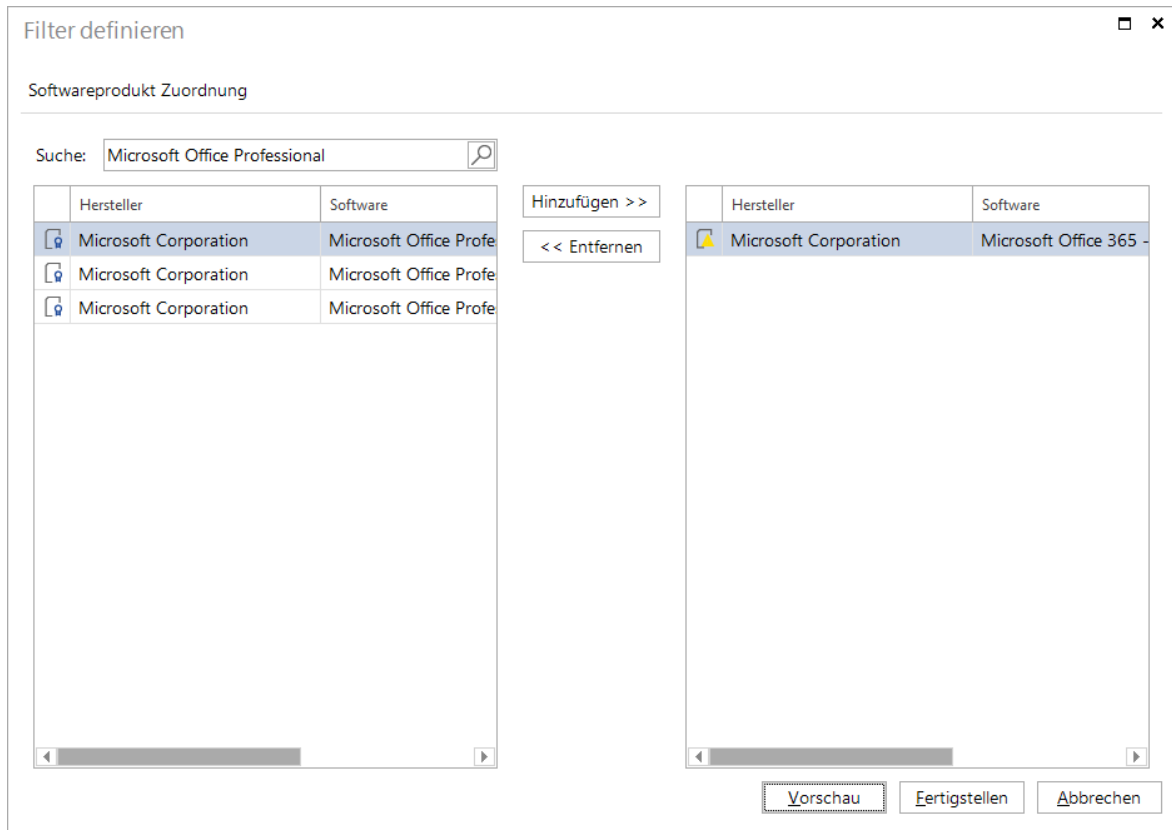 Filter definieren
Softwareprodukt Zuordnung
Suche: Microsoft Office Professional
Hersteller Software
Microsoft Corporation Microsoft Office Profe
Microsoft Corporation Microsoft Office Profe
Microsoft Corporation Microsoft Office Profe
Hinzufügen >>
<< Entfernen
Hersteller Software
Microsoft Corporation Microsoft Office 365 -
Vorschau Fertigstellen Abbrechen